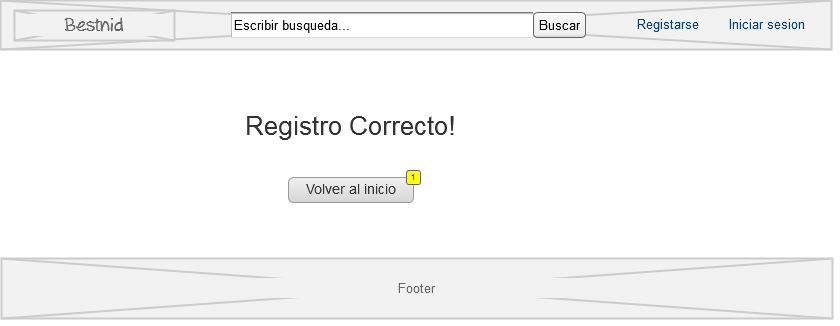 Bestnid
Escribir busqueda...
Buscar
Registarse
Iniciar sesion
Registro Correcto!
Volver al inicio
1
Footer